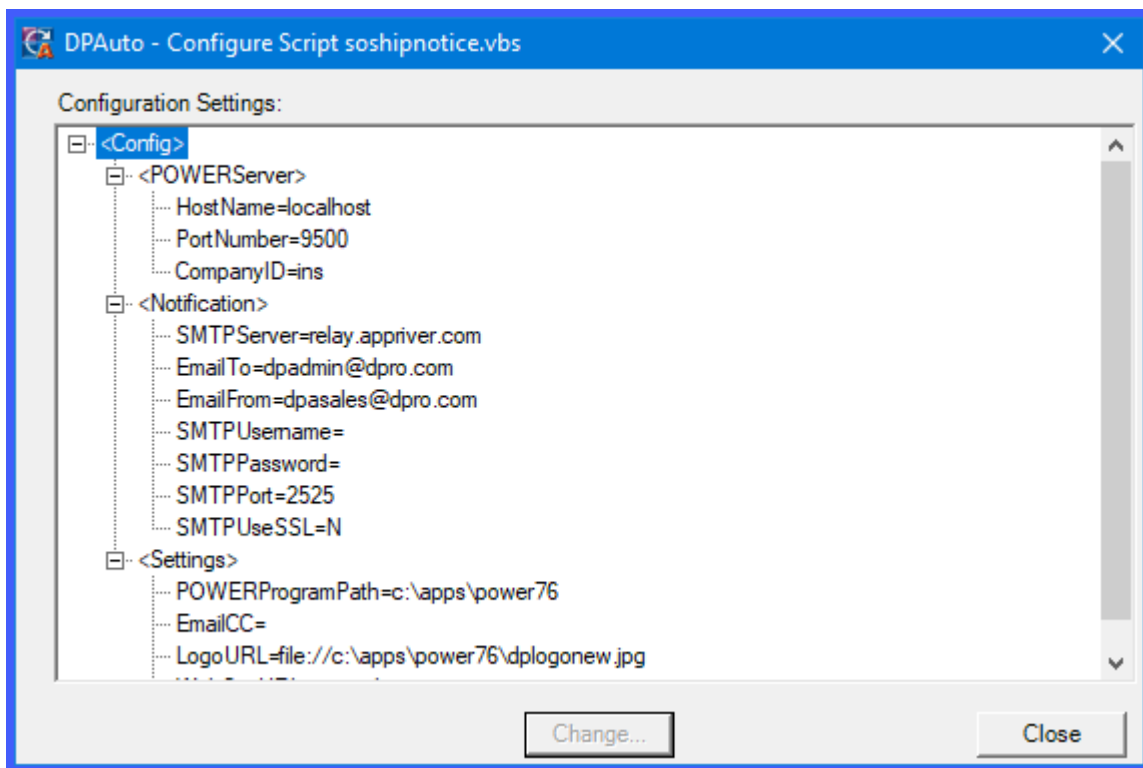 DPAuto - Configure Script soshipnotice.vbs
Configuration Settings:
<Config>
<POWERServer>
HostName=localhost
PortNumber=9500
CompanyID=ins
<Notification>
SMTPServer=relay.appriver.com
EmailTo=dpadmin@dpro.com
EmailFrom=dpasales@dpro.com
SMTPUsername=
SMTPPassword=
SMTPPort=2525
SMTPUseSSL=N
<Settings>
POWERProgramPath=c:\apps\power76
EmailCC=
LogoURL=file://c:\apps\power76\dplogonew.jpg
Change...
Close